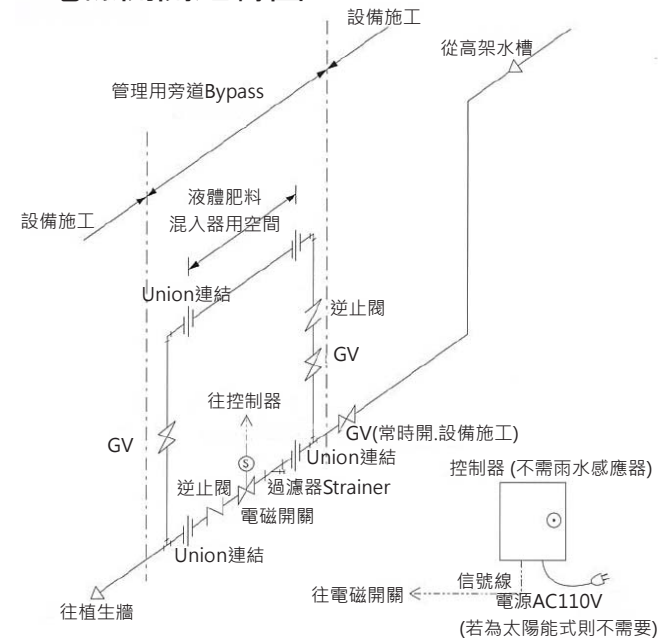 設備施工
從高架水槽
管理用旁道Bypass
設備施工
液體肥料
混入器用空間
Union連結
逆止閥
GV
往控制器
GV
GV(常時開.設備施工)
S
Union連結
控制器 (不需雨水感應器)
逆止閥
過濾器Strainer
電磁開關
Union連結
往植生牆
往電磁開關
信號線
電源AC110V
(若為太陽能式則不需要)